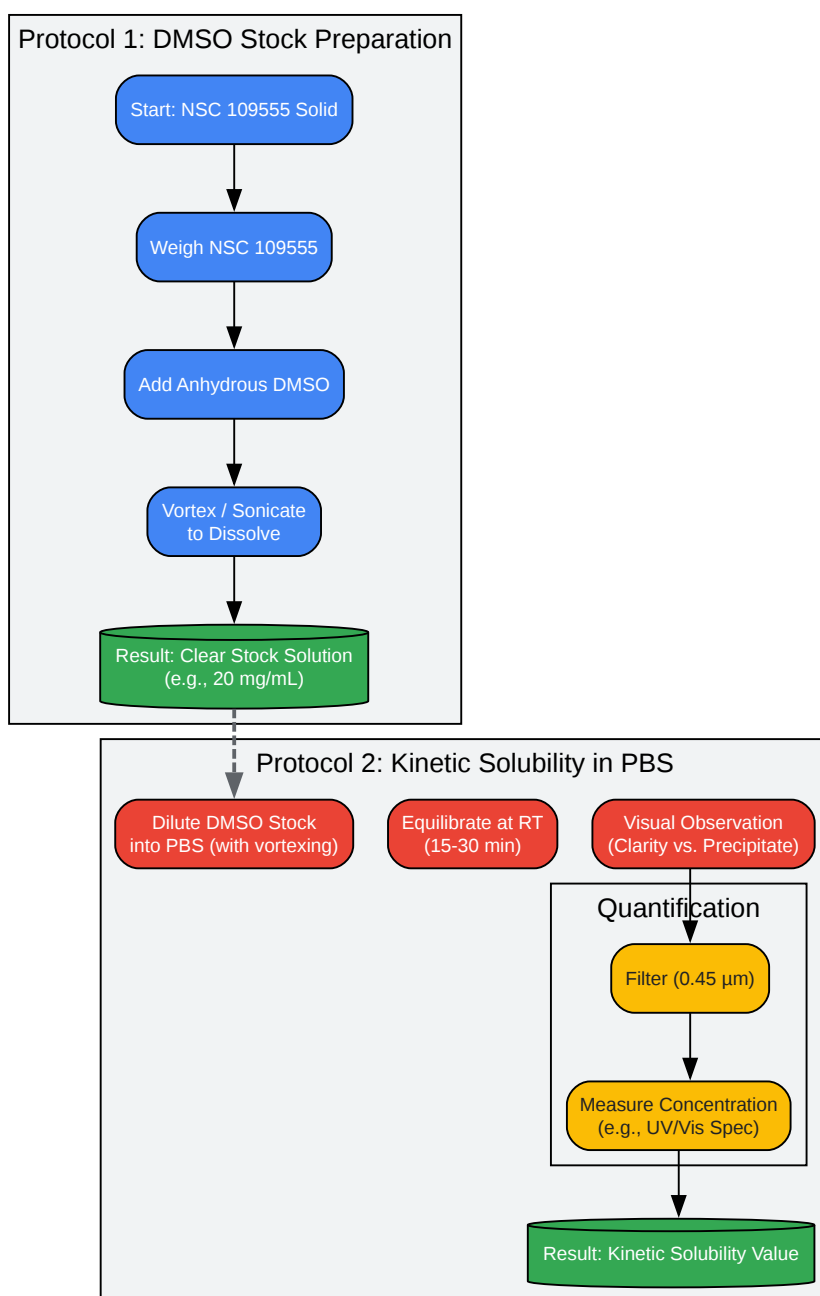 Protocol 1: DMSO Stock Preparation
Start: NSC 109555 Solid
Weigh NSC 109555
Add Anhydrous DMSO
Vortex / Sonicate
to Dissolve
Result: Clear Stock Solution
(e.g., 20 mg/mL)
Protocol 2: Kinetic Solubility in PBS
Dilute DMSO Stock
into PBS (with vortexing)
Equilibrate at RT
(15-30 min)
Visual Observation
(Clarity vs. Precipitate)
Quantification
Filter (0.45 µm)
Measure Concentration
(e.g., UV/Vis Spec)
Result: Kinetic Solubility Value